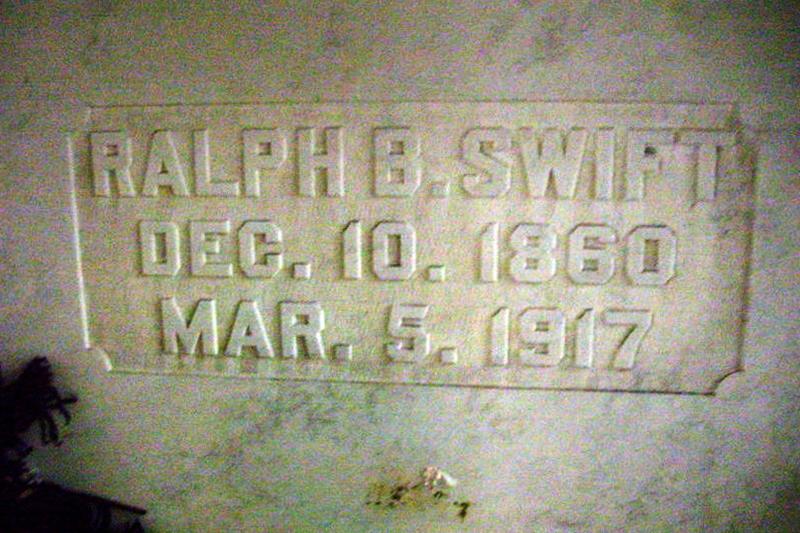 RALPH B. SWIFT
DEC. 10. 1860
MAR. 5. 1917